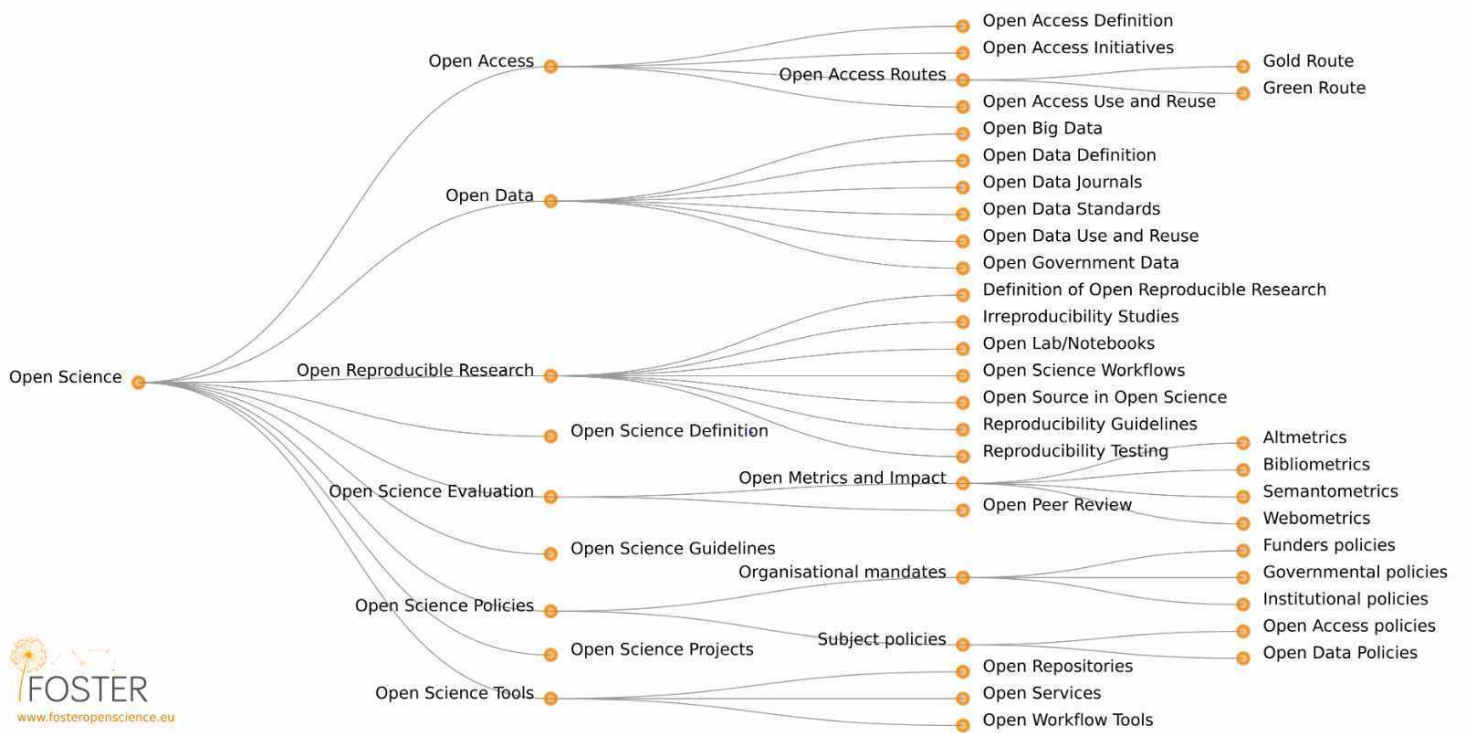 Open Science
Open Access
Open Access Definition
Open Access Initiatives
Open Access Routes
Gold Route
Green Route
Open Access Use and Reuse
Open Data
Open Big Data
Open Data Definition
Open Data Journals
Open Data Standards
Open Data Use and Reuse
Open Government Data
Open Reproducible Research
Definition of Open Reproducible Research
Irreproducibility Studies
Open Lab/Notebooks
Open Science Workflows
Open Source in Open Science
Reproducibility Guidelines
Reproducibility Testing
Open Science Definition
Open Science Evaluation
Open Metrics and Impact
Altmetrics
Bibliometrics
Semantometrics
Webometrics
Open Peer Review
Open Science Guidelines
Open Science Policies
Organisational mandates
Funders policies
Governmental policies
Institutional policies
Subject policies
Open Access policies
Open Data Policies
Open Science Projects
Open Science Tools
Open Repositories
Open Services
Open Workflow Tools
FOSTER
www.fosteropenscience.eu